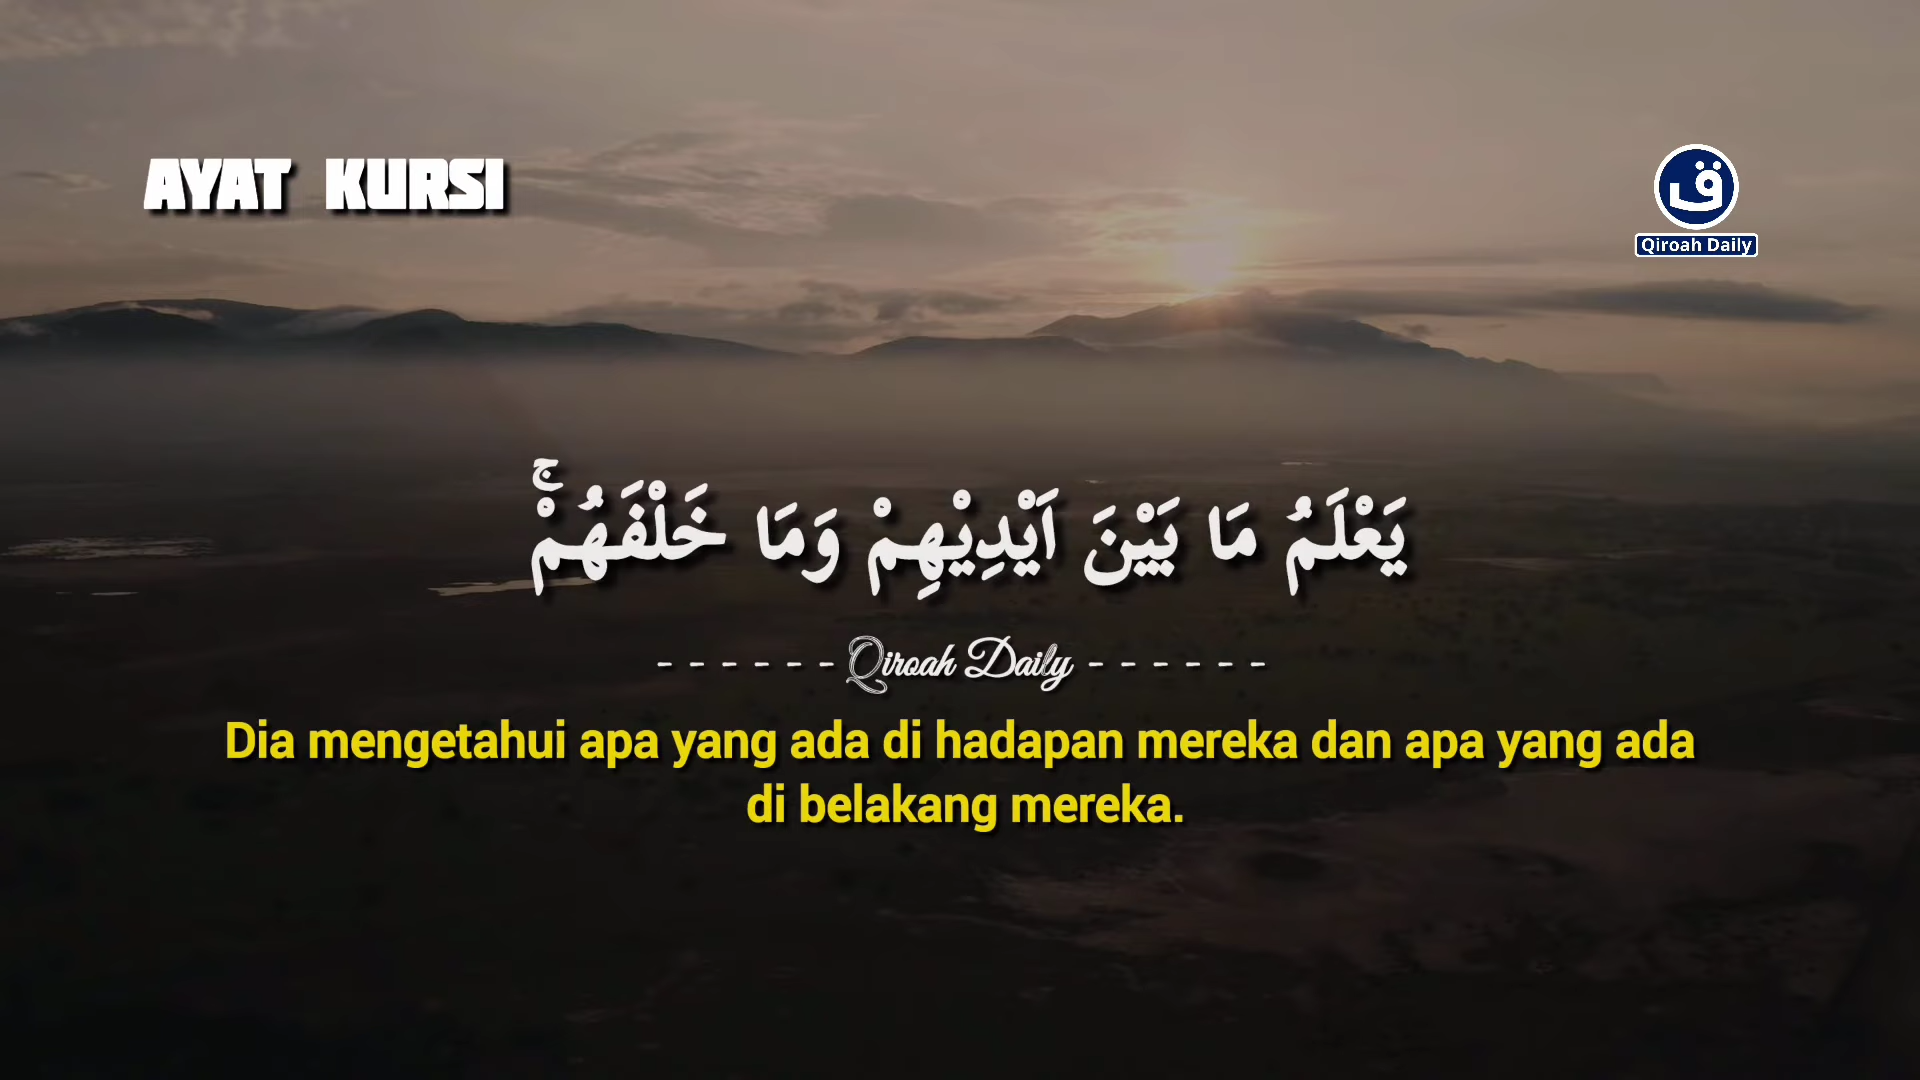 AYAT KURSI
ق
Qiroah Daily
يَعْلَمُ مَا بَيْنَ اَيْدِيْهِمْ وَمَا خَلْفَهُمْۚ
- - - - - - Qiroah Daily - - - - - -
Dia mengetahui apa yang ada di hadapan mereka dan apa yang ada
di belakang mereka.